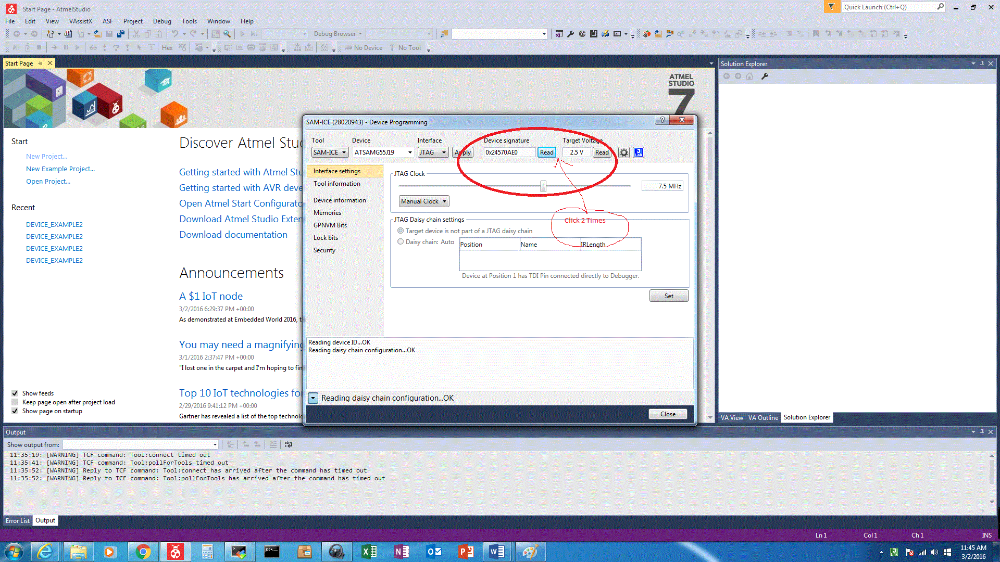 Start Page - AtmelStudio
Quick Launch (Ctrl+Q)
File Edit View VAssistX ASF Project Debug Tools Window Help
Debug Browser
Hex
No Device No Tool
Start Page
Solution Explorer
ATMEL
STUDIO
7
Start
New Project...
New Example Project...
Open Project...
Recent
DEVICE_EXAMPLE2
DEVICE_EXAMPLE2
DEVICE_EXAMPLE2
DEVICE_EXAMPLE2
Show feeds
Keep page open after project load
Show page on startup
Discover Atmel Stu
Getting started with Atmel Stu
Getting started with AVR deve
Open Atmel Start Configurato
Download Atmel Studio Exten
Download documentation
Announcements
A $1 IoT node
3/2/2016 6:29:37 PM +00:00
As demonstrated at Embedded World 2016, t
You may need a magnifying
3/1/2016 2:37:47 PM +00:00
"I lost one in the carpet and I'm hoping to fin
Top 10 IoT technologies fo
2/29/2016 9:41:12 PM +00:00
Gartner has revealed a list of the top technolo
SAM-ICE (28020943) - Device Programming
Tool Device Interface Device signature Target Voltage
SAM-ICE ATSAMG55J19 JTAG Apply 0x24570AE0 Read 2.5 V Read
J
Link
Interface settings
Tool information
Device information
Memories
GPNVM Bits
Lock bits
Security
JTAG Clock
7.5 MHz
Manual Clock
JTAG Daisy chain settings
Click 2 Times
Target device is not part of a JTAG daisy chain
Daisy chain: Auto
Position Name IRLength
Device at Position 1 has TDI Pin connected directly to Debugger.
Set
Reading device ID...OK
Reading daisy chain configuration...OK
Reading daisy chain configuration...OK
Close
VA View VA Outline Solution Explorer
Output
Show output from:
11:35:19: [WARNING] TCF command: Tool:connect timed out
11:35:41: [WARNING] TCF command: Tool:pollForTools timed out
11:35:52: [WARNING] Reply to TCF command: Tool:connect has arrived after the command has timed out
11:35:52: [WARNING] Reply to TCF command: Tool:pollForTools has arrived after the command has timed out
Error List Output
Ln 1 Col 1 Ch 1 INS
11:45 AM
3/2/2016